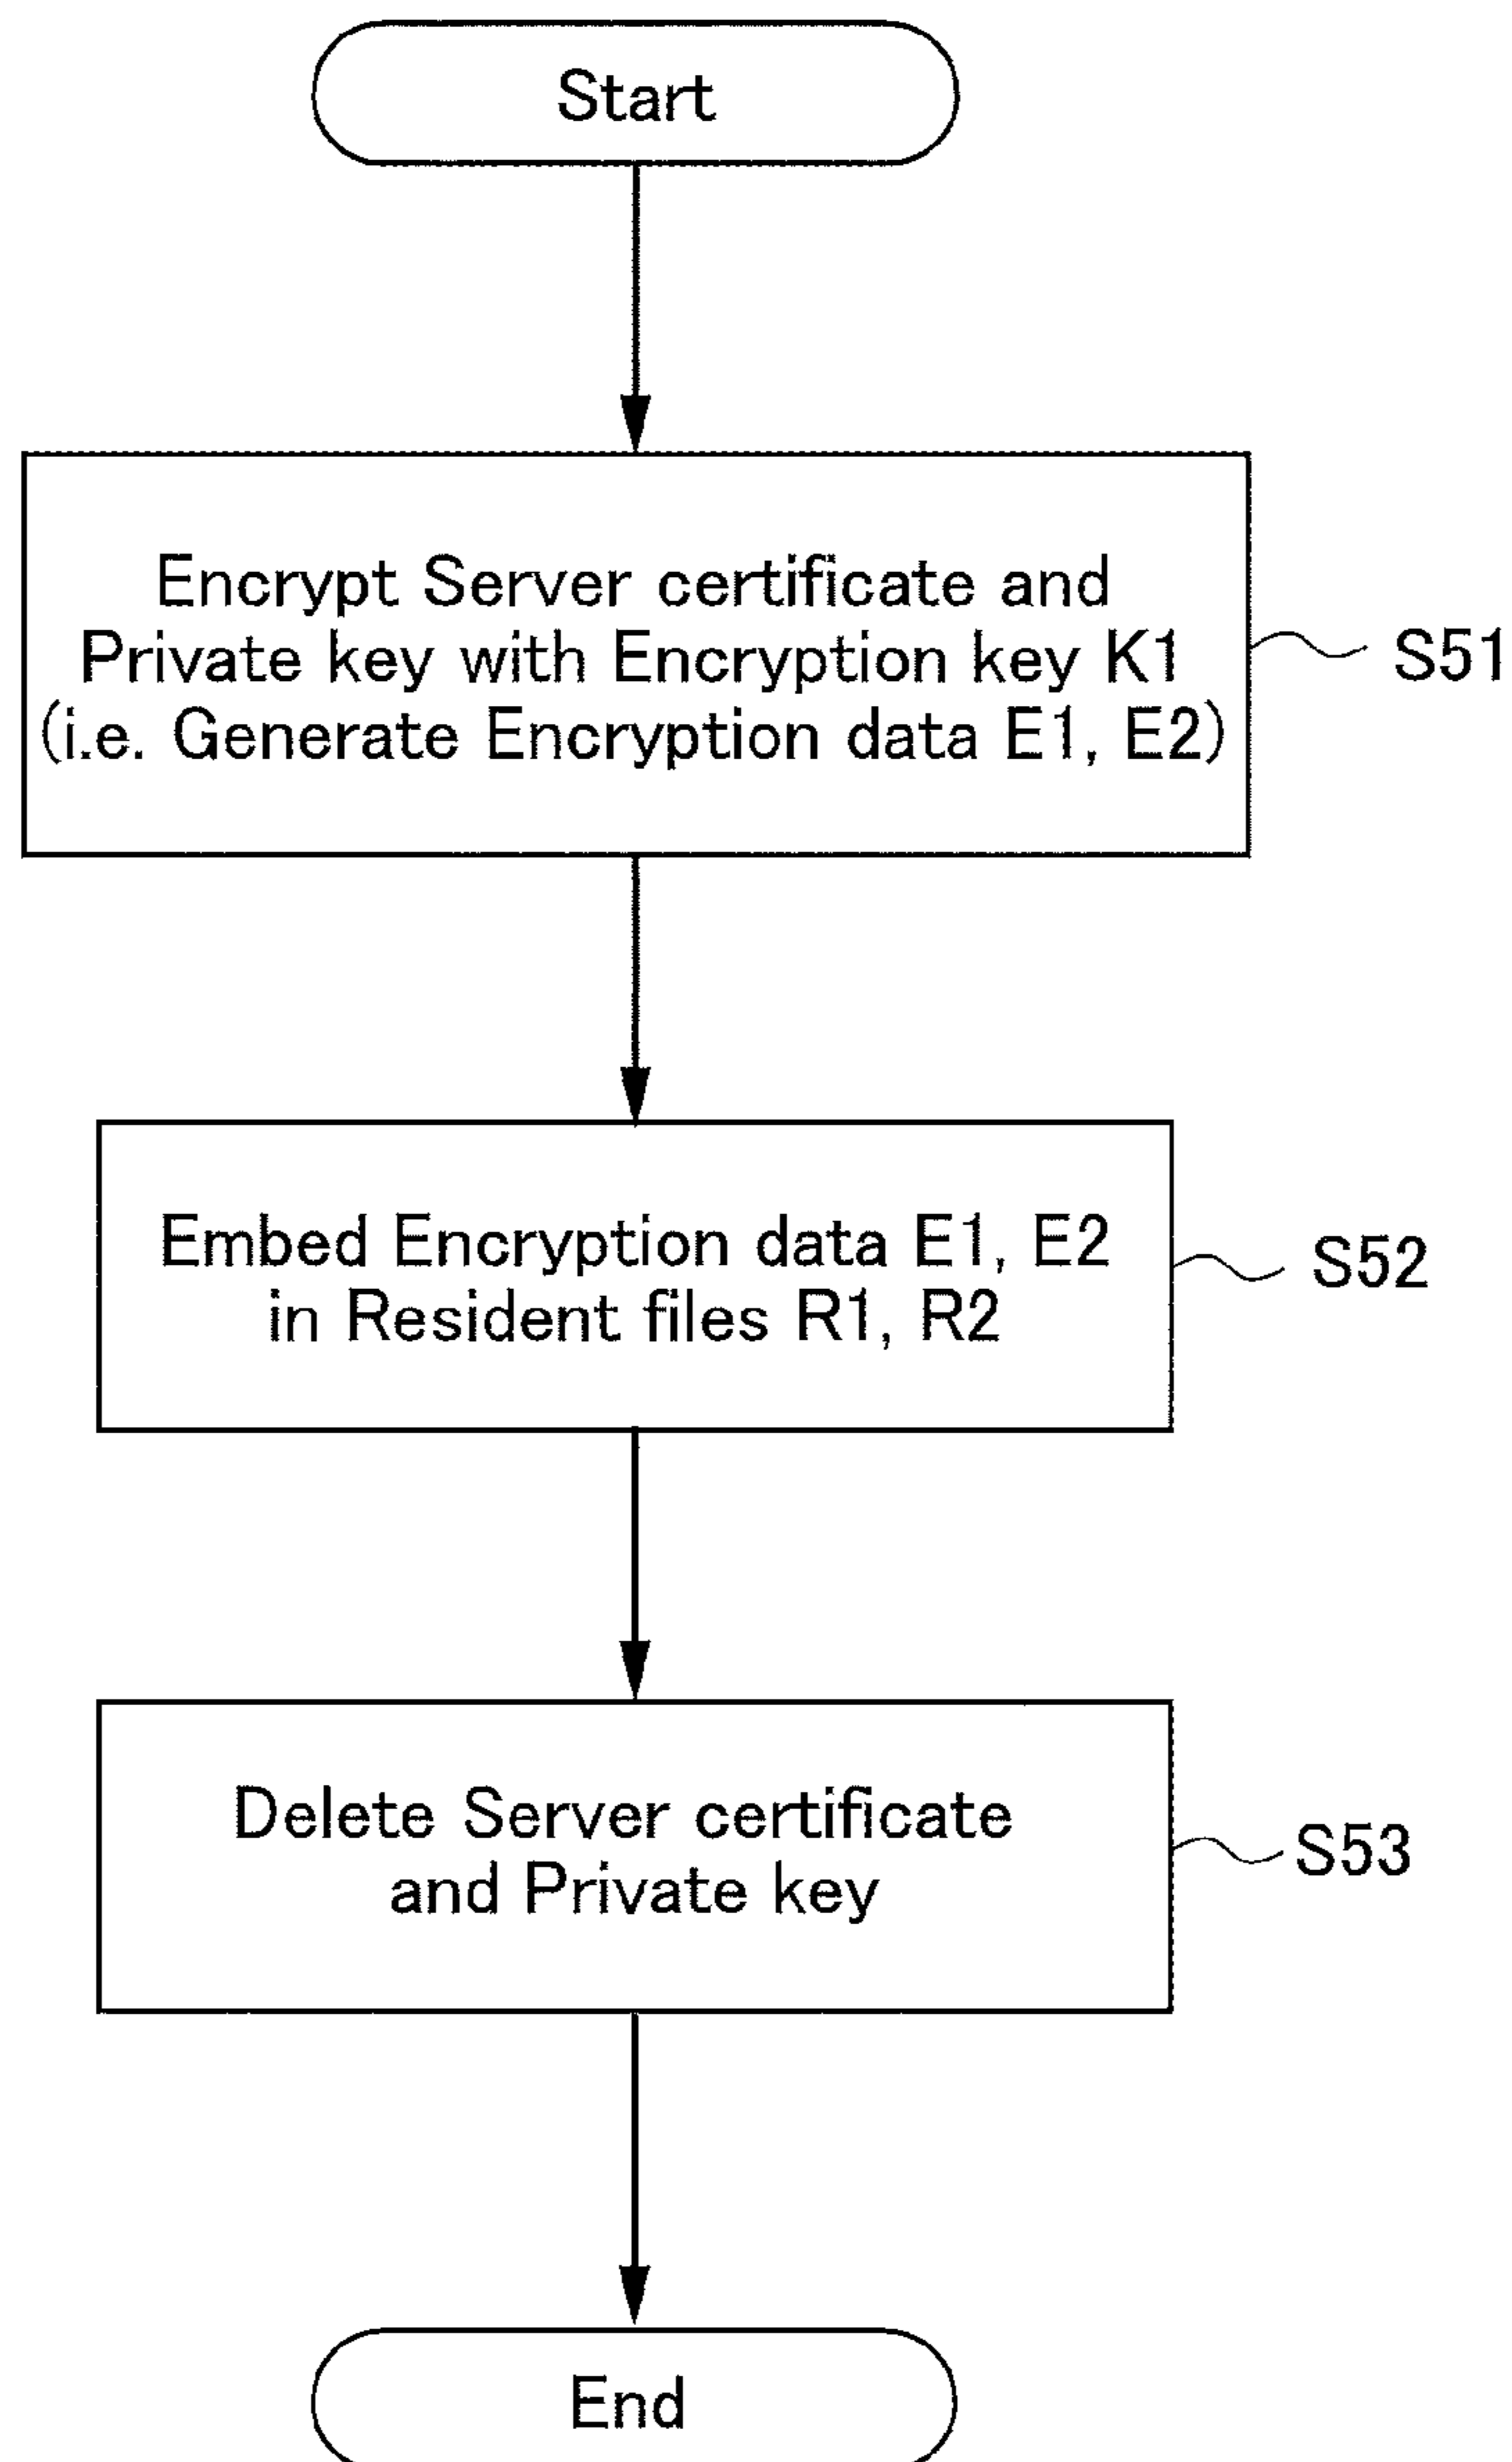 Start
Encrypt Server certificate and
Private key with Encryption key K1
(i.e. Generate Encryption data E1, E2)
S51
Embed Encryption data E1, E2
in Resident files R1, R2
S52
Delete Server certificate
and Private key
S53
End